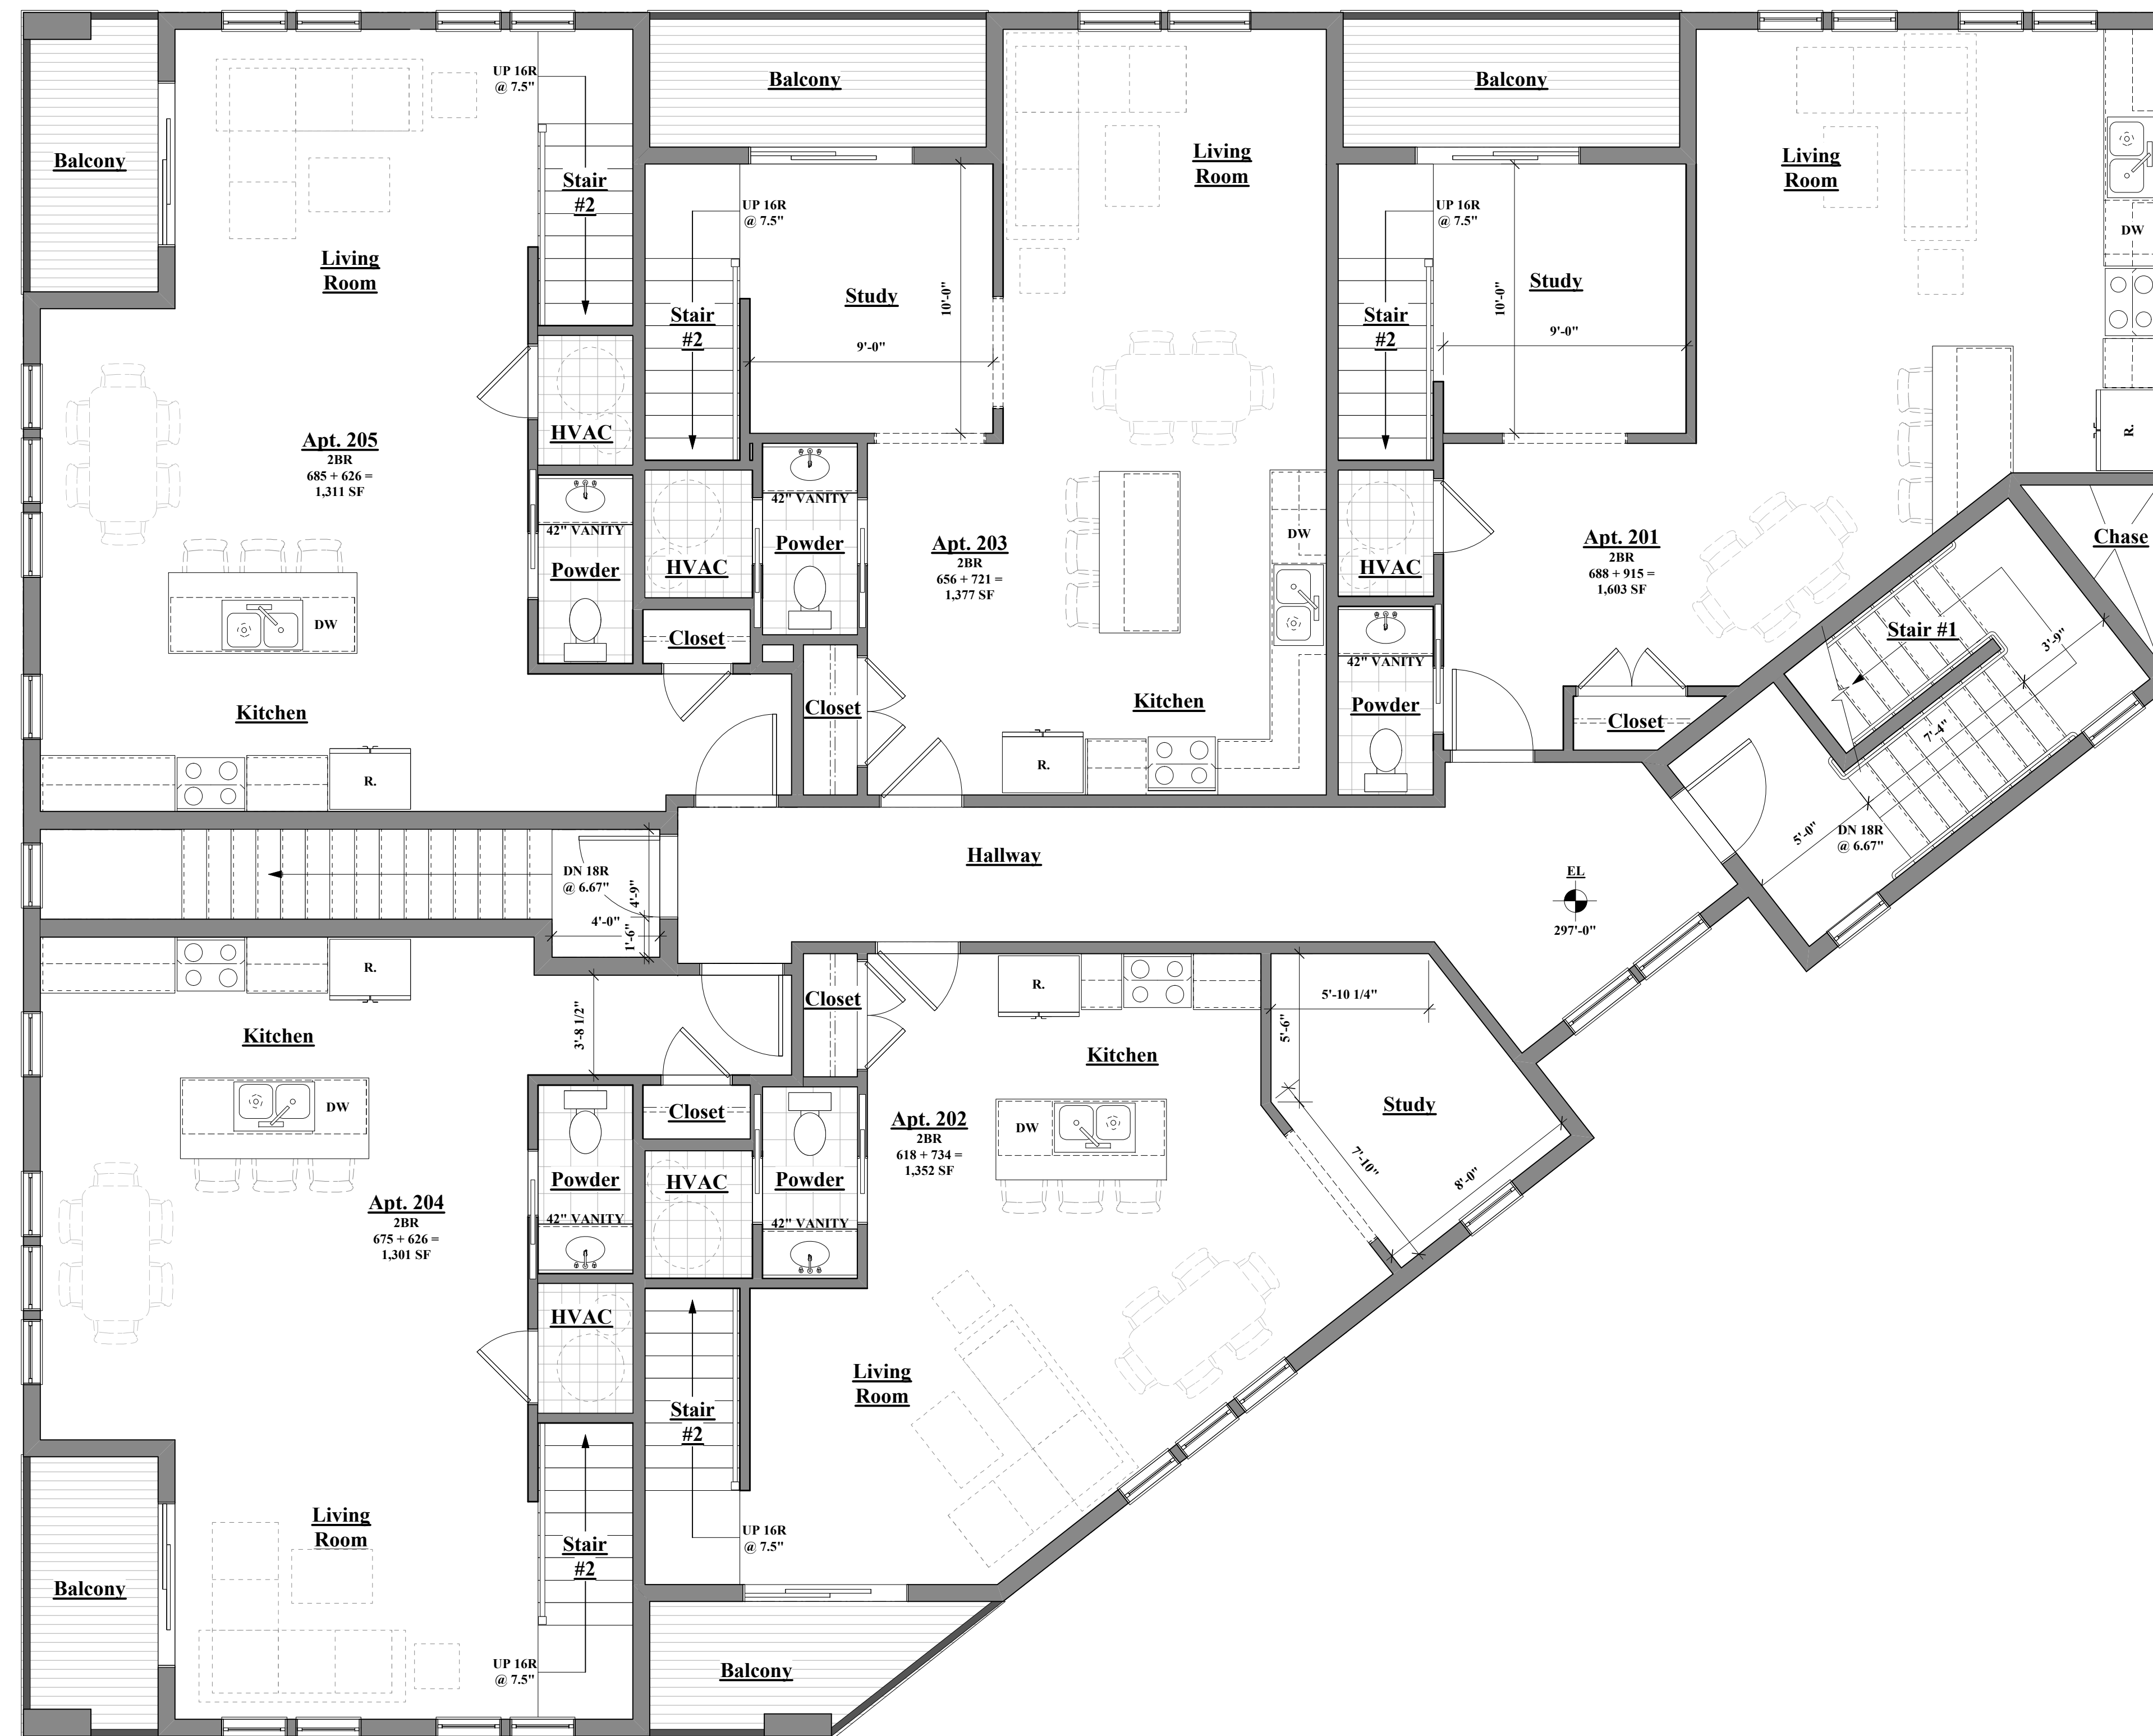 UP 16R
@ 7.5"
Balcony
Balcony
Balcony
Living
Room
Stair
#2
Living
Room
UP 16R
@ 7.5"
Stair
#2
Study
10'-0"
9'-0"
Living
Room
UP 16R
@ 7.5"
Stair
#2
Study
10'-0"
9'-0"
Living
Room
DW
R.
HVAC
Apt. 205
2BR
685 + 626 =
1,311 SF
42" VANITY
Powder
DW
Kitchen
R.
HVAC
Closet
42" VANITY
Powder
Closet
Apt. 203
2BR
656 + 721 =
1,377 SF
DW
Kitchen
R.
HVAC
42" VANITY
Powder
Apt. 201
2BR
688 + 915 =
1,603 SF
Closet
Stair #1
Chase
3'-9"
7'-4"
5'-0"
DN 18R
@ 6.67"
DN 18R
@ 6.67"
4'-9"
4'-0"
1'-6"
Hallway
EL
297'-0"
R.
Kitchen
3'-8 1/2"
DW
Closet
R.
Kitchen
5'-10 1/4"
5'-6"
Study
7'-10"
8'-0"
Closet
Powder
42" VANITY
HVAC
Powder
42" VANITY
Apt. 202
2BR
618 + 734 =
1,352 SF
DW
Apt. 204
2BR
675 + 626 =
1,301 SF
HVAC
Living
Room
Stair
#2
UP 16R
@ 7.5"
Living
Room
Stair
#2
UP 16R
@ 7.5"
Balcony
Balcony